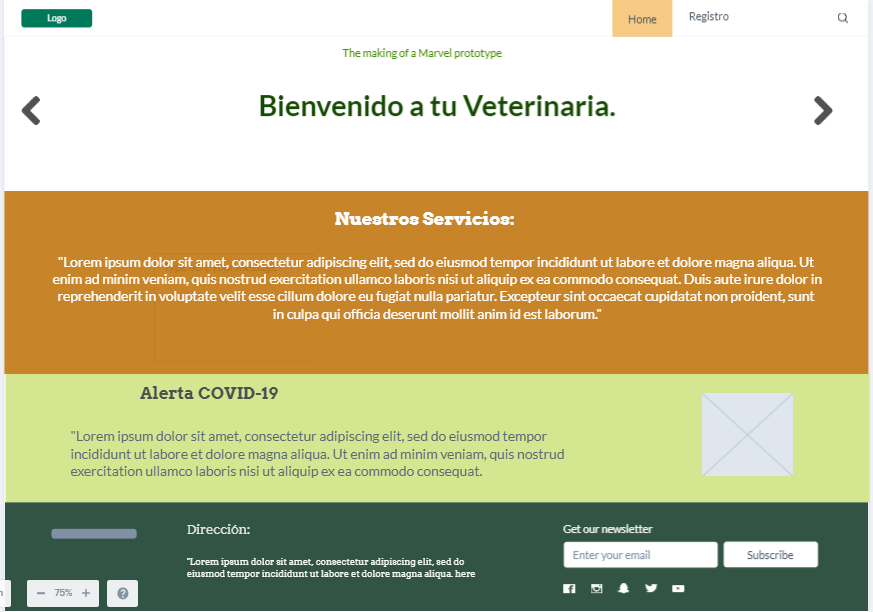 Logo
Home
Registro
The making of a Marvel prototype
Bienvenido a tu Veterinaria.
Nuestros Servicios:
"Lorem ipsum dolor sit amet, consectetur adipiscing elit, sed do eiusmod tempor incididunt ut labore et dolore magna aliqua. Ut
enim ad minim veniam, quis nostrud exercitation ullamco laboris nisi ut aliquip ex ea commodo consequat. Duis aute irure dolor in
reprehenderit in voluptate velit esse cillum dolore eu fugiat nulla pariatur. Excepteur sint occaecat cupidatat non proident, sunt
in culpa qui officia deserunt mollit anim id est laborum."
Alerta COVID-19
"Lorem ipsum dolor sit amet, consectetur adipiscing elit, sed do eiusmod tempor
incididunt ut labore et dolore magna aliqua. Ut enim ad minim veniam, quis nostrud
exercitation ullamco laboris nisi ut aliquip ex ea commodo consequat.
Dirección:
"Lorem ipsum dolor sit amet, consectetur adipiscing elit, sed do
eiusmod tempor incididunt ut labore et dolore magna aliqua. here
Get our newsletter
Enter your email
Subscribe
− 75% +
?